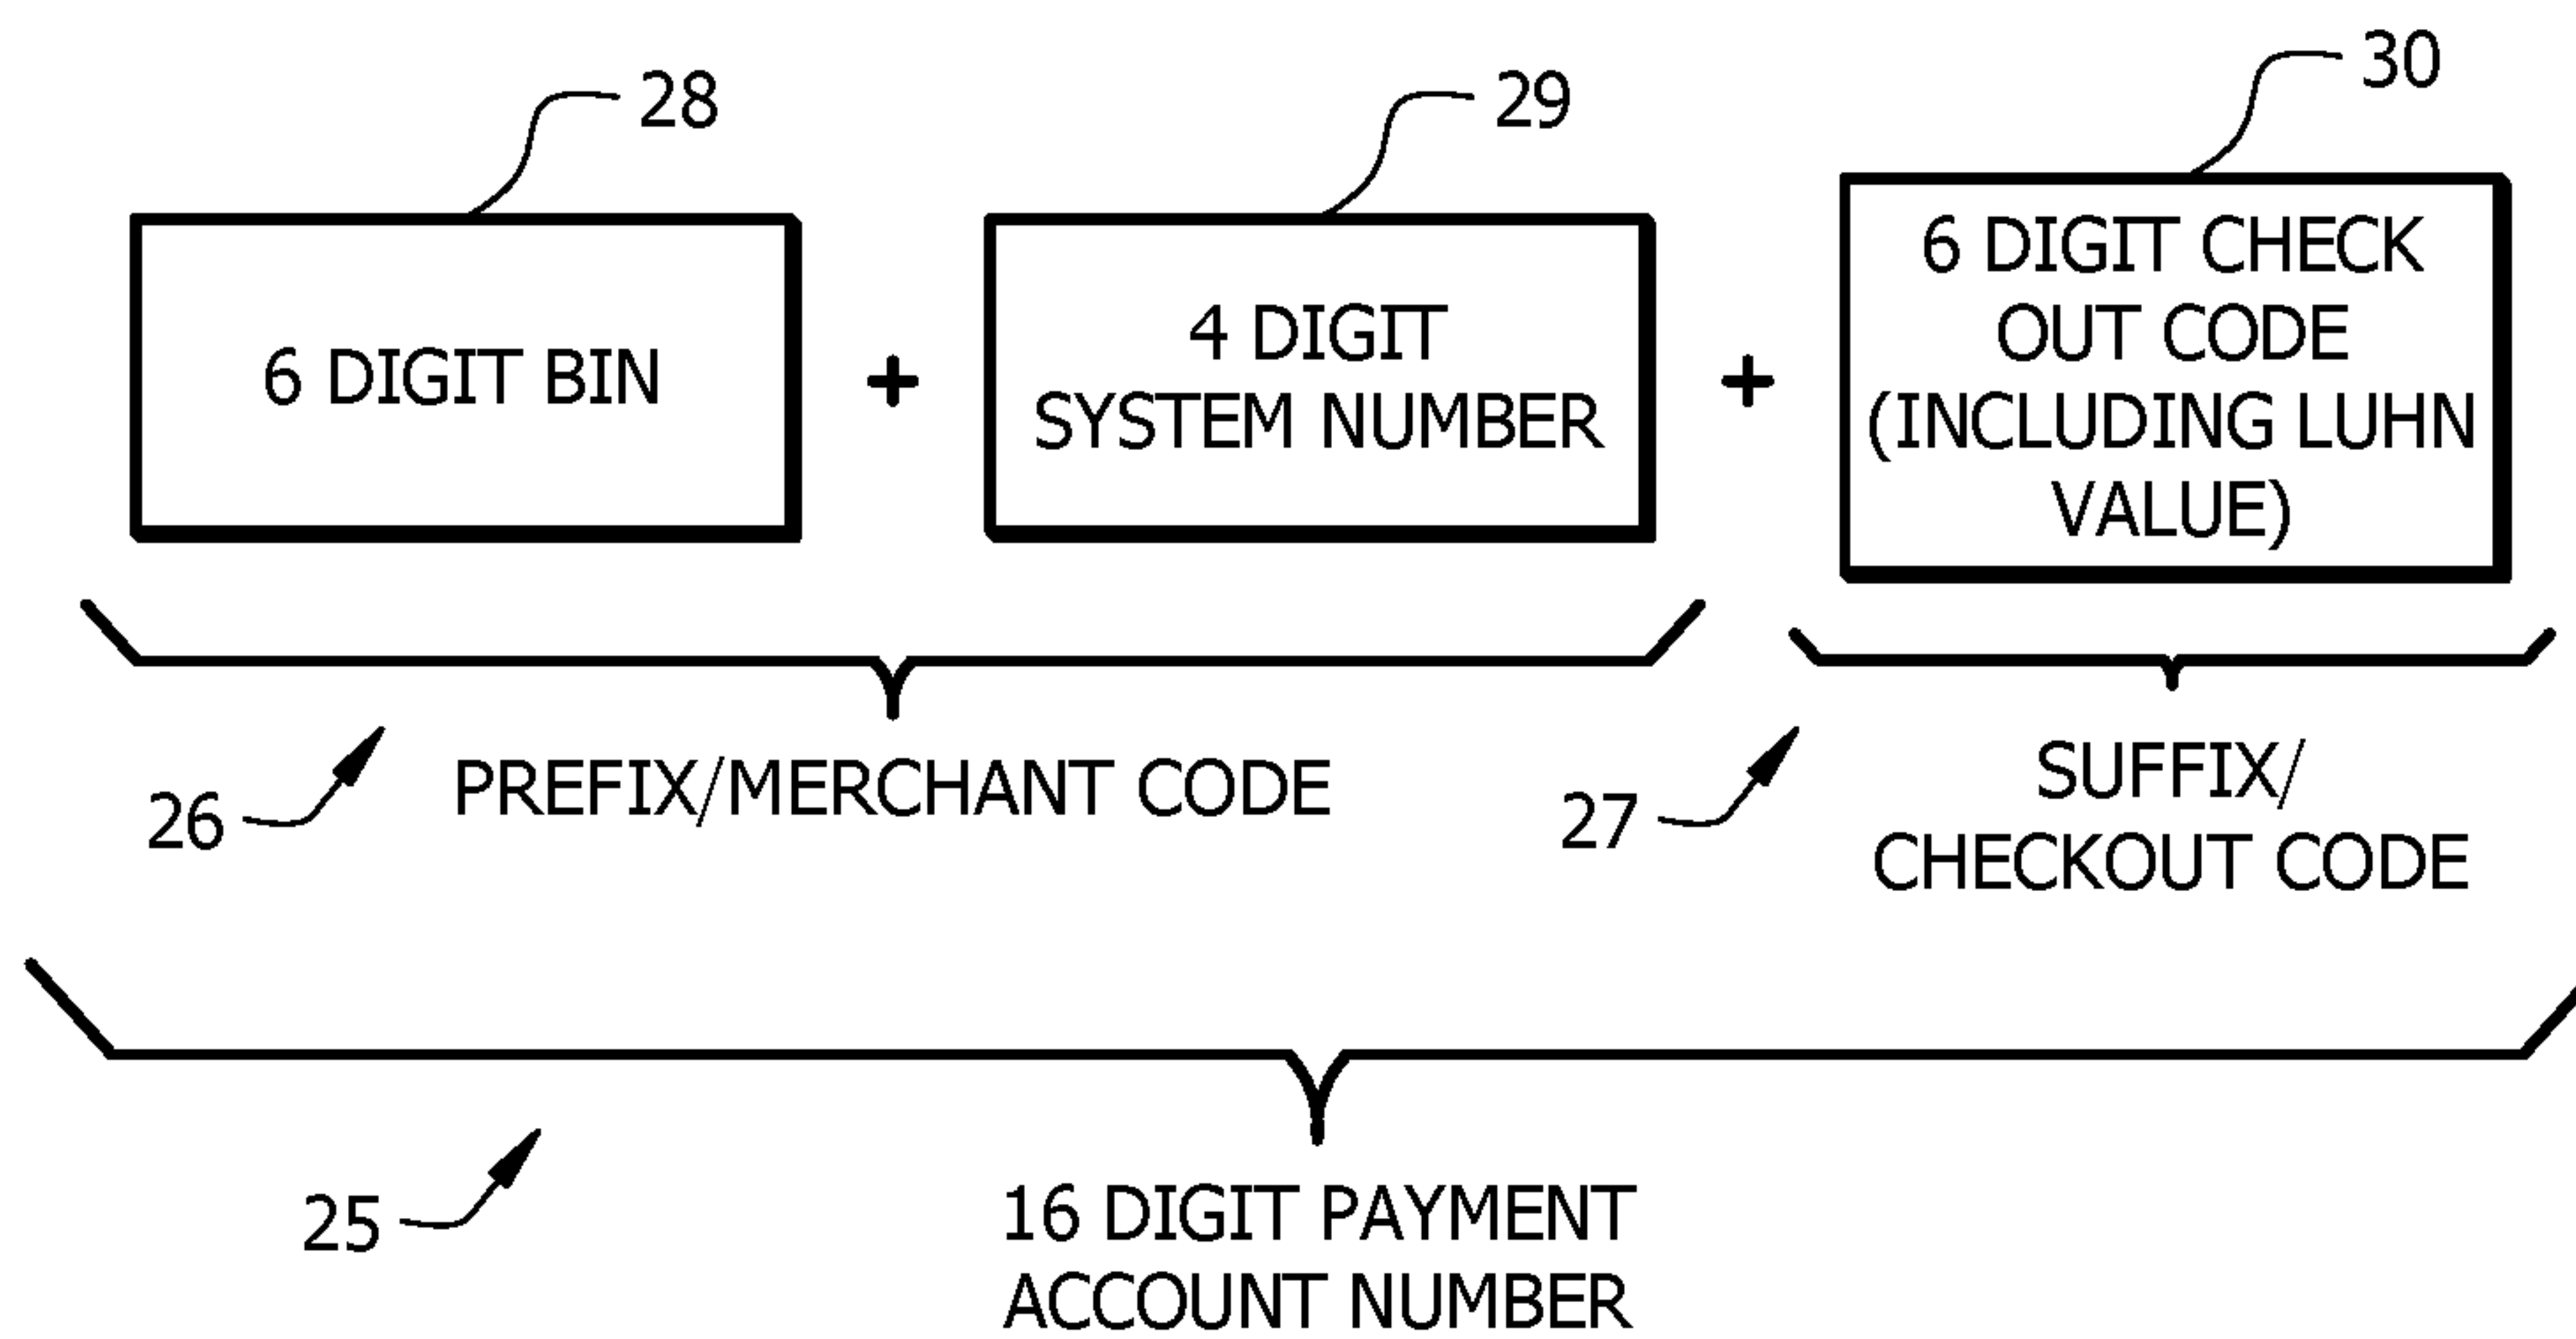 28
29
30
6 DIGIT BIN
+
4 DIGIT
SYSTEM NUMBER
+
6 DIGIT CHECK
OUT CODE
(INCLUDING LUHN
VALUE)
26
PREFIX/MERCHANT CODE
27
SUFFIX/
CHECKOUT CODE
25
16 DIGIT PAYMENT
ACCOUNT NUMBER